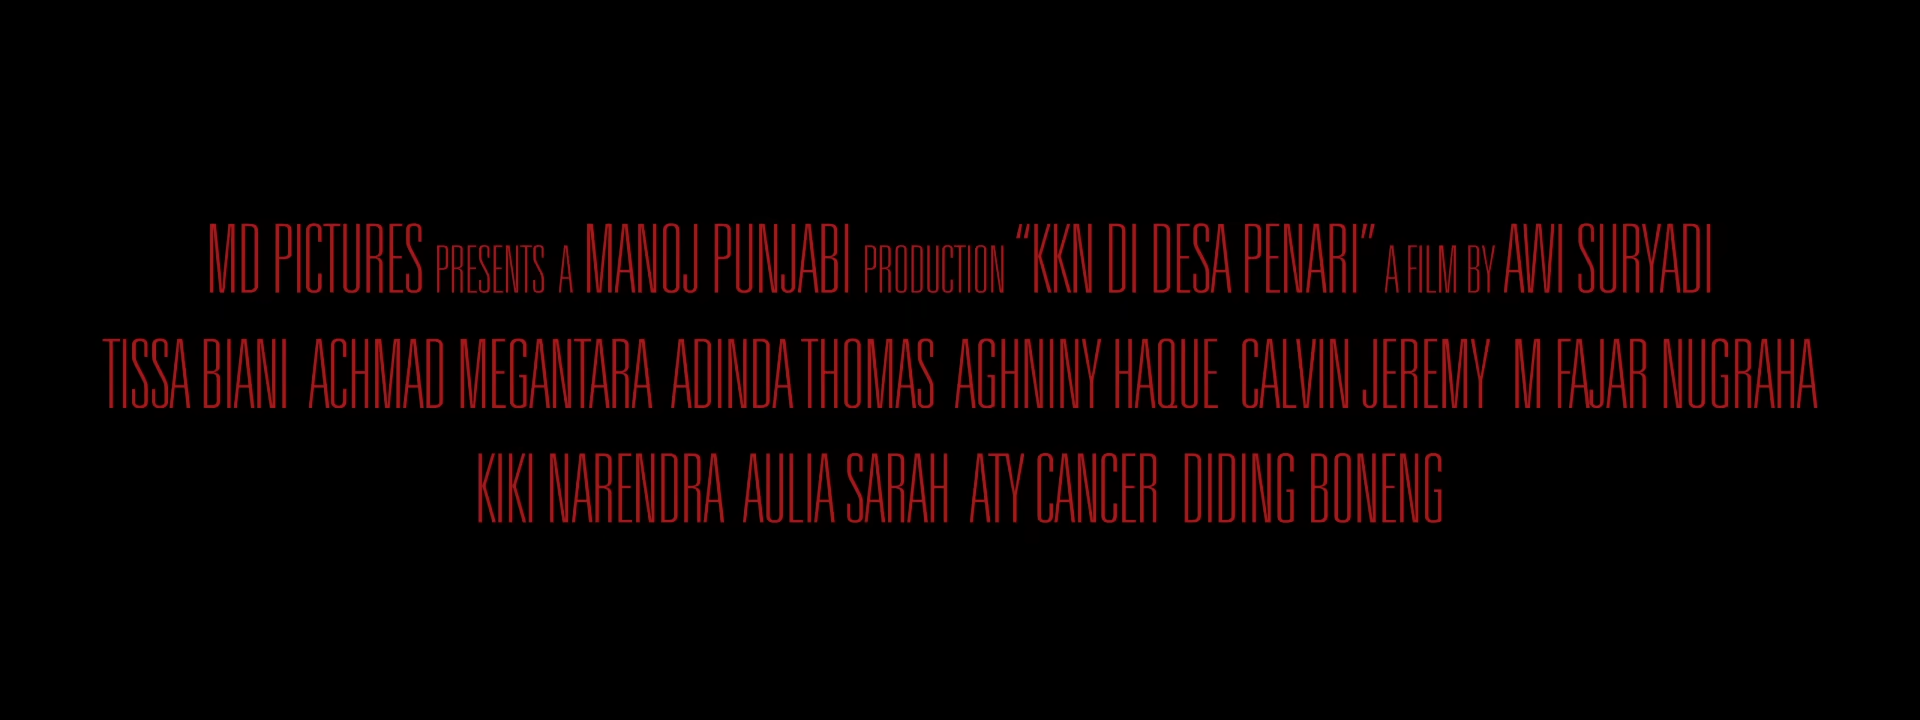 MD PICTURES PRESENTS A MANOJ PUNJABI PRODUCTION “KKN DI DESA PENARI” A FILM BY AWI SURYADI
TISSA BIANI ACHMAD MEGANTARA ADINDA THOMAS AGHNINY HAQUE CALVIN JEREMY M FAJAR NUGRAHA
KIKI NARENDRA AULIA SARAH ATY CANCER DIDING BONENG